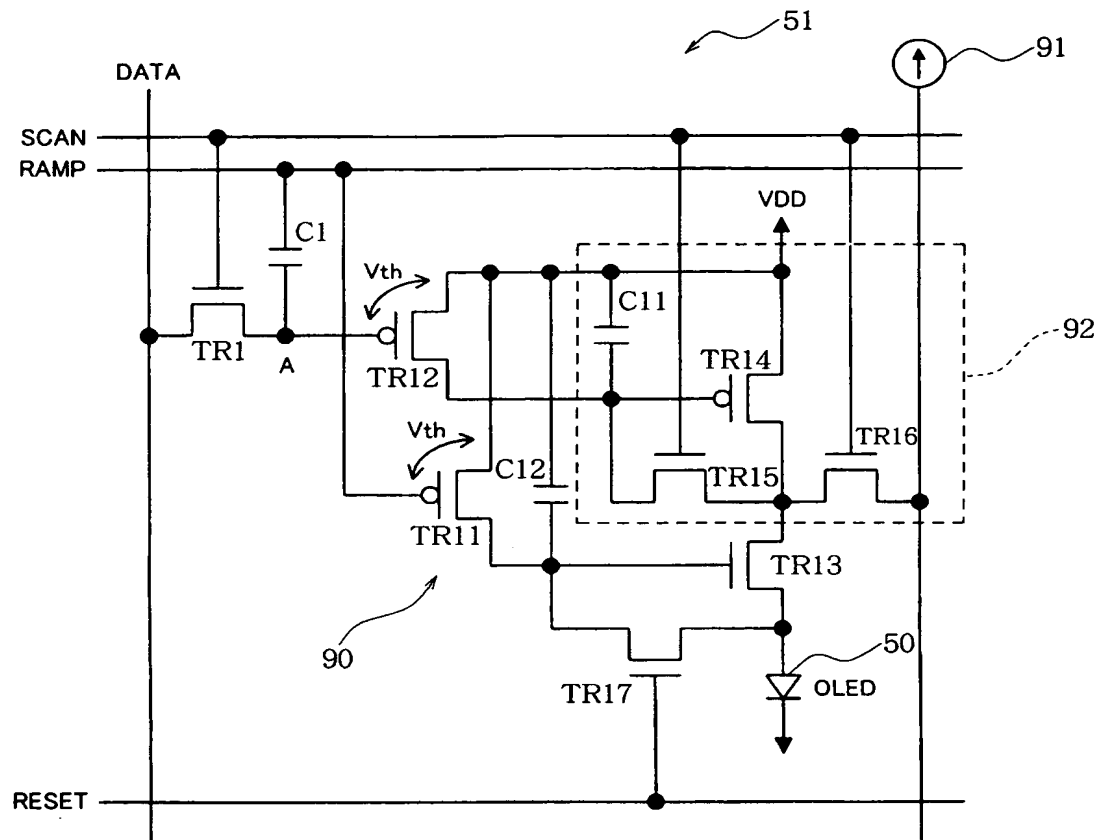 51
91
DATA
SCAN
RAMP
VDD
C1
Vth
C11
TR1
A
TR12
TR14
92
Vth
TR16
C12
TR15
TR11
TR13
90
50
TR17
OLED
RESET